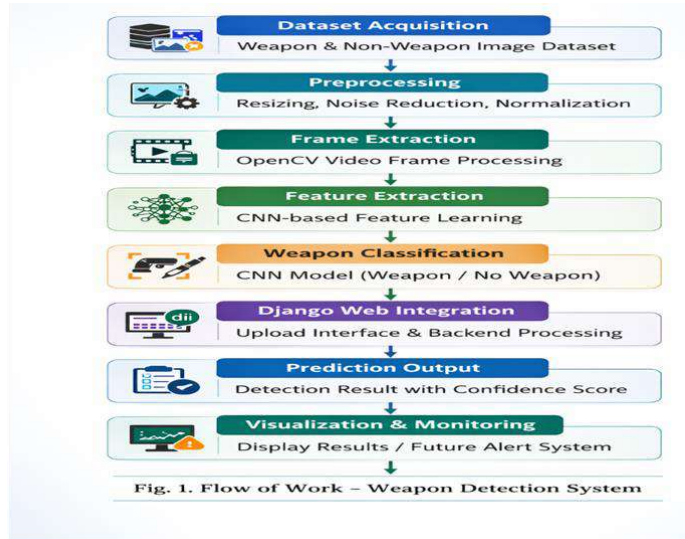 Dataset Acquisition
Weapon & Non-Weapon Image Dataset
Preprocessing
Resizing, Noise Reduction, Normalization
Frame Extraction
OpenCV Video Frame Processing
Feature Extraction
CNN-based Feature Learning
Weapon Classification
CNN Model (Weapon / No Weapon)
Django Web Integration
dii
Upload Interface & Backend Processing
Prediction Output
Detection Result with Confidence Score
Visualization & Monitoring
Display Results / Future Alert System
Fig. 1. Flow of Work – Weapon Detection System